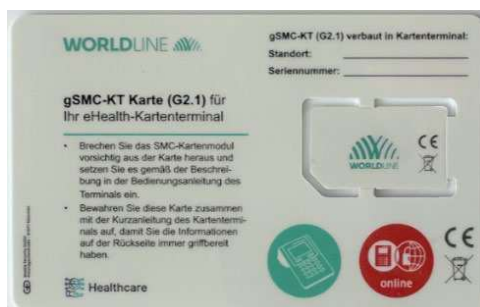 WORLDLINE
gSMC-KT (G2.1) verbaut in Kartenterminal:
Standort:
Seriennummer:
gSMC-KT Karte (G2.1) für
Ihr eHealth-Kartenterminal
• Brechen Sie das SMC-Kartenmodul
vorsichtig aus der Karte heraus und
setzen Sie es gemäß der Beschrei-
bung in der Bedienungsanleitung des
Terminals ein.
• Bewahren Sie diese Karte zusammen
mit der Kurzanleitung des Kartentermi-
nals auf, damit Sie die Informationen
auf der Rückseite immer griffbereit
haben.
WORLDLINE
CE
Healthcare
online
CE